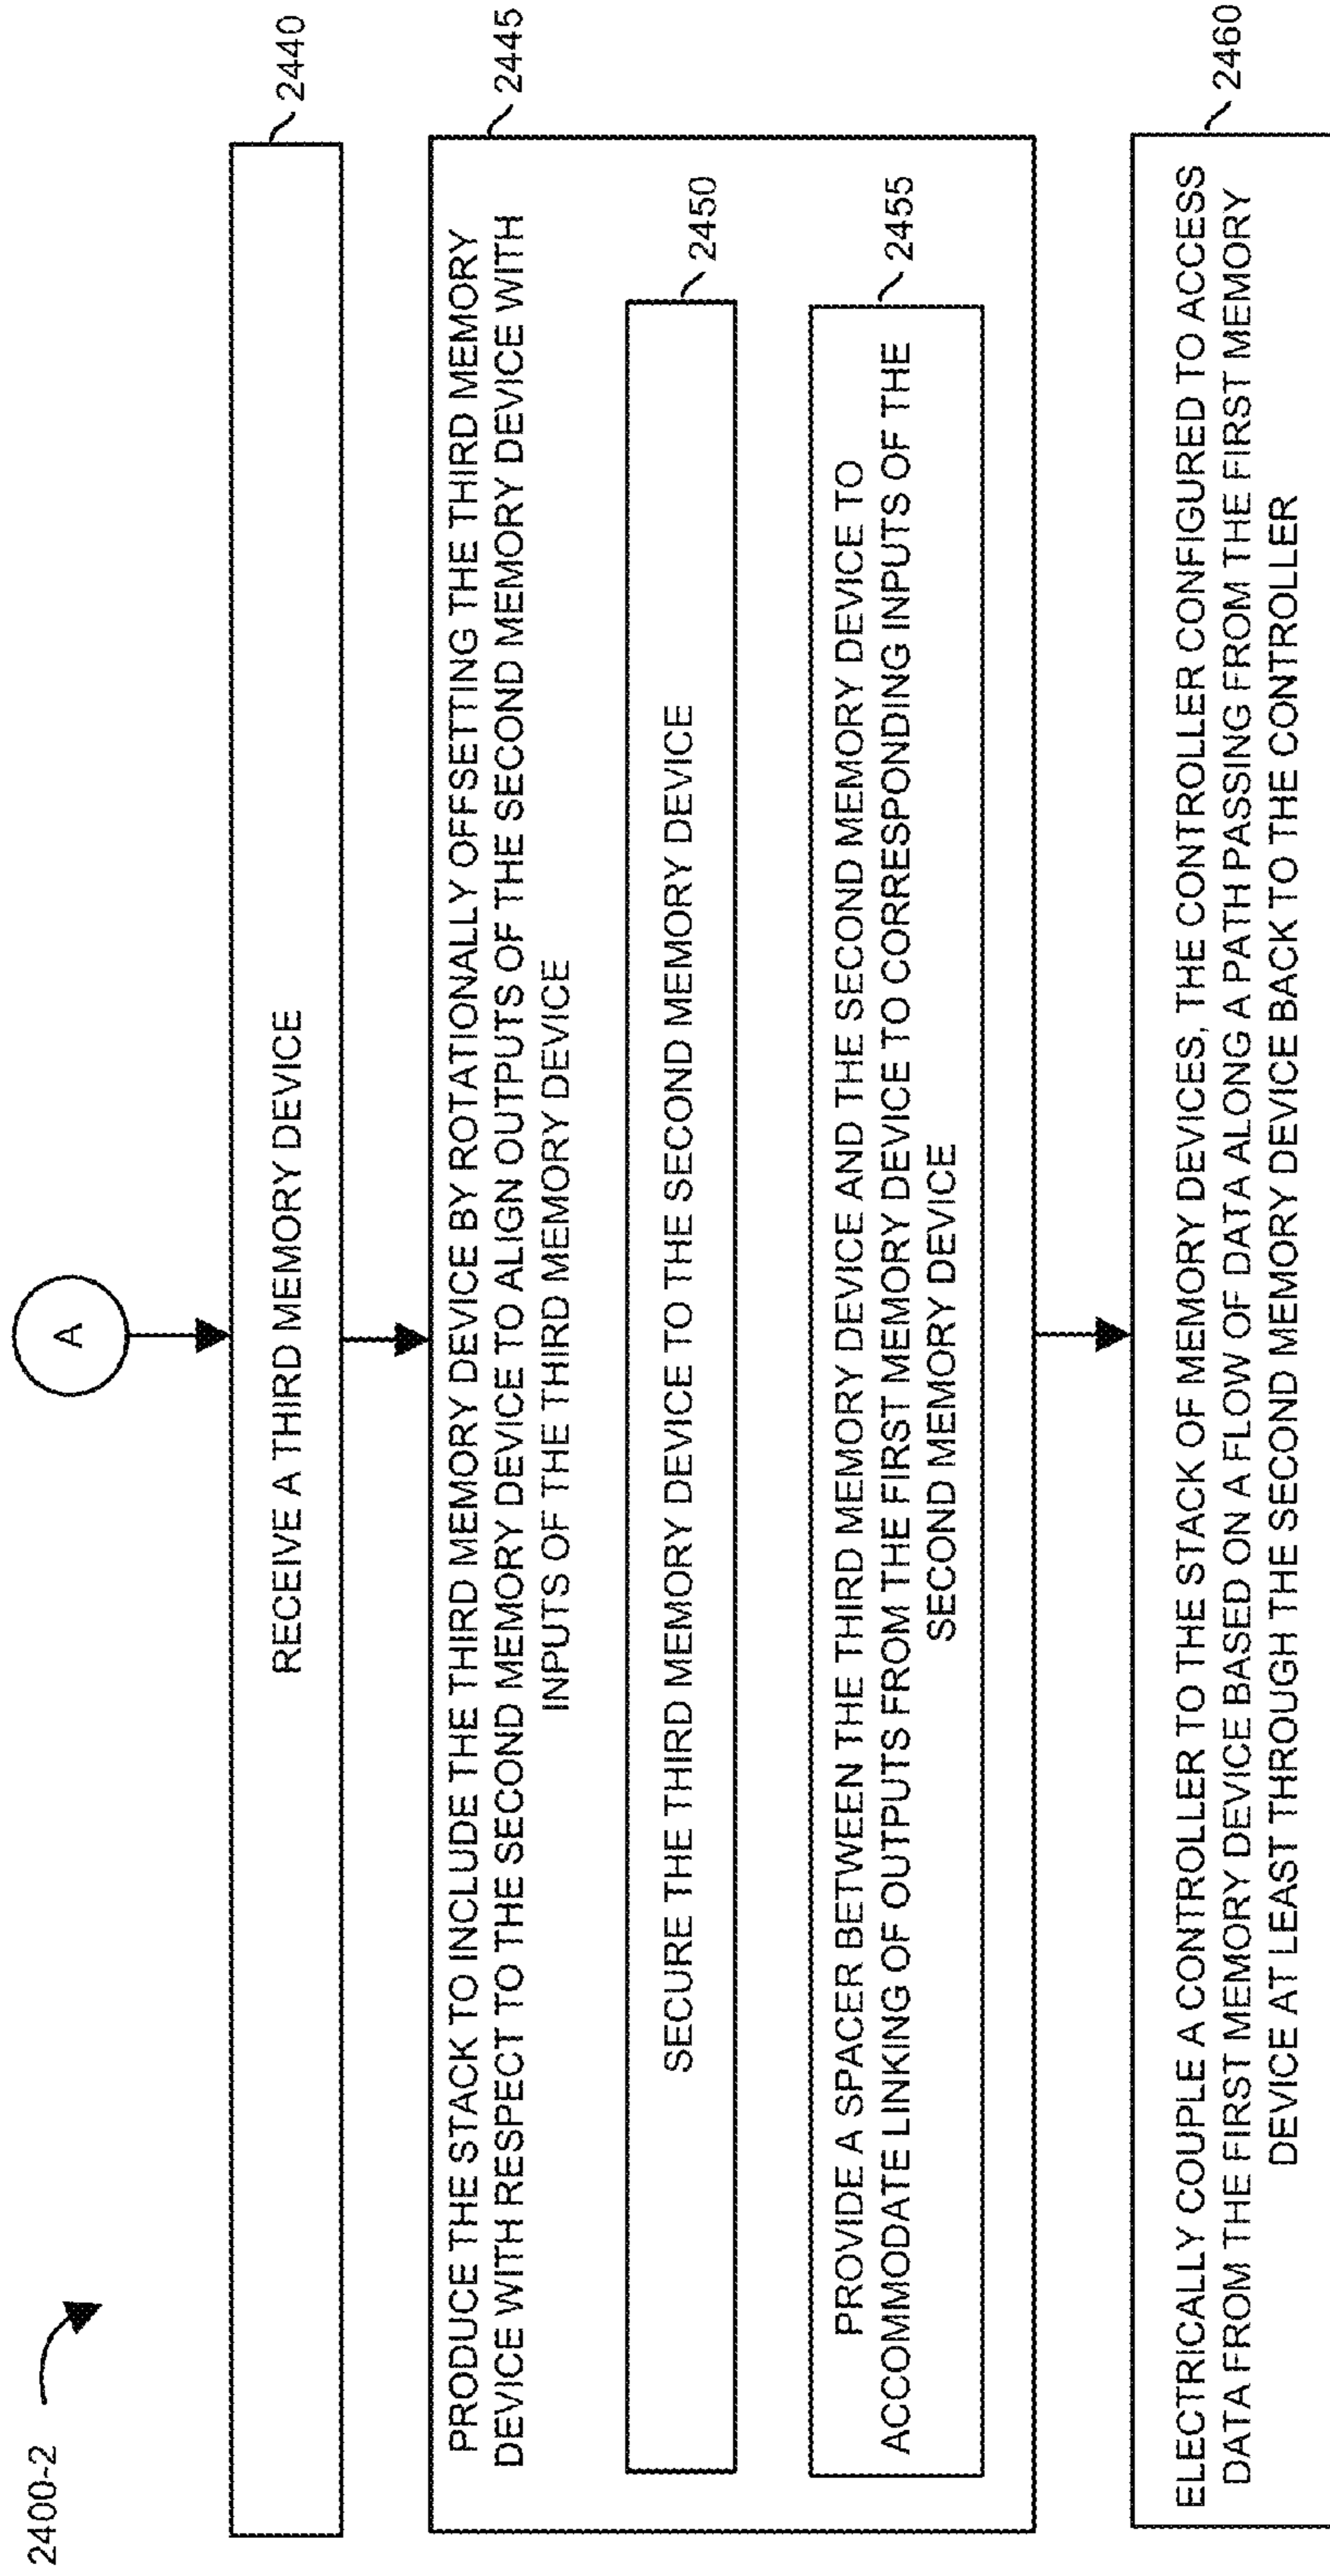 2400-2
A
RECEIVE A THIRD MEMORY DEVICE
2440
PRODUCE THE STACK TO INCLUDE THE THIRD MEMORY DEVICE BY ROTATIONALLY OFFSETTING THE THIRD MEMORY
DEVICE WITH RESPECT TO THE SECOND MEMORY DEVICE TO ALIGN OUTPUTS OF THE SECOND MEMORY DEVICE WITH
INPUTS OF THE THIRD MEMORY DEVICE
2445
SECURE THE THIRD MEMORY DEVICE TO THE SECOND MEMORY DEVICE
2450
PROVIDE A SPACER BETWEEN THE THIRD MEMORY DEVICE AND THE SECOND MEMORY DEVICE TO
ACCOMMODATE LINKING OF OUTPUTS FROM THE FIRST MEMORY DEVICE TO CORRESPONDING INPUTS OF THE
SECOND MEMORY DEVICE
2455
ELECTRICALLY COUPLE A CONTROLLER TO THE STACK OF MEMORY DEVICES, THE CONTROLLER CONFIGURED TO ACCESS
DATA FROM THE FIRST MEMORY DEVICE BASED ON A FLOW OF DATA ALONG A PATH PASSING FROM THE FIRST MEMORY
DEVICE AT LEAST THROUGH THE SECOND MEMORY DEVICE BACK TO THE CONTROLLER
2460